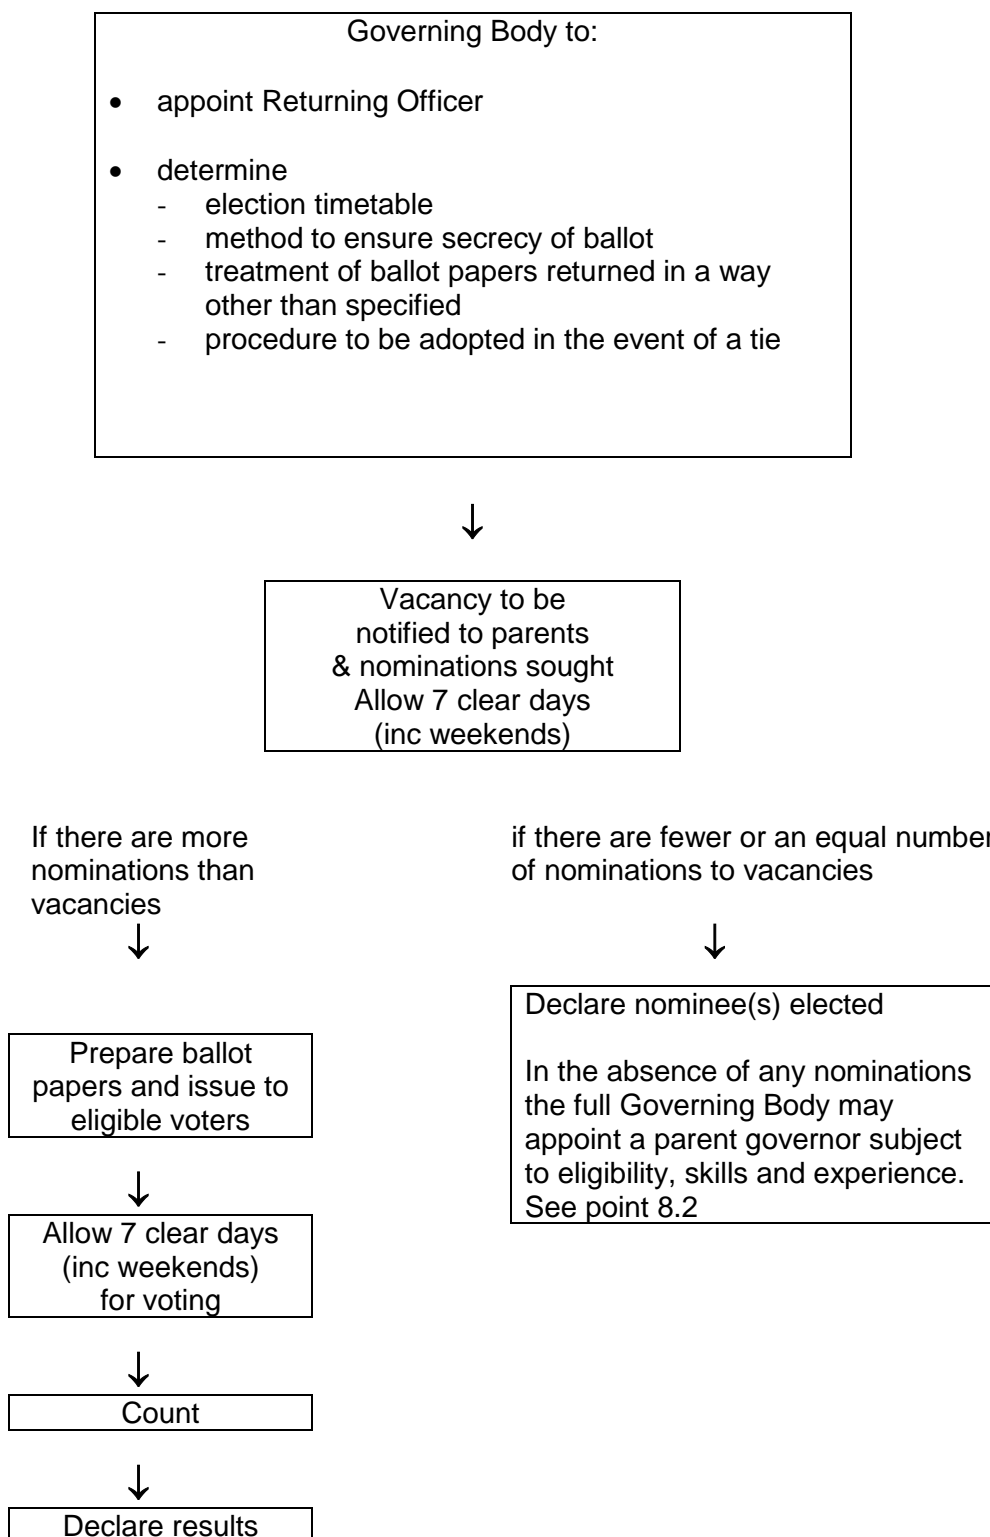 Governing Body to:
• appoint Returning Officer
• determine
- election timetable
- method to ensure secrecy of ballot
- treatment of ballot papers returned in a way
other than specified
- procedure to be adopted in the event of a tie
↓
Vacancy to be
notified to parents
& nominations sought
Allow 7 clear days
(inc weekends)
If there are more
nominations than
vacancies
↓
Prepare ballot
papers and issue to
eligible voters
↓
Allow 7 clear days
(inc weekends)
for voting
↓
Count
↓
Declare results
if there are fewer or an equal number
of nominations to vacancies
↓
Declare nominee(s) elected
In the absence of any nominations
the full Governing Body may
appoint a parent governor subject
to eligibility, skills and experience.
See point 8.2